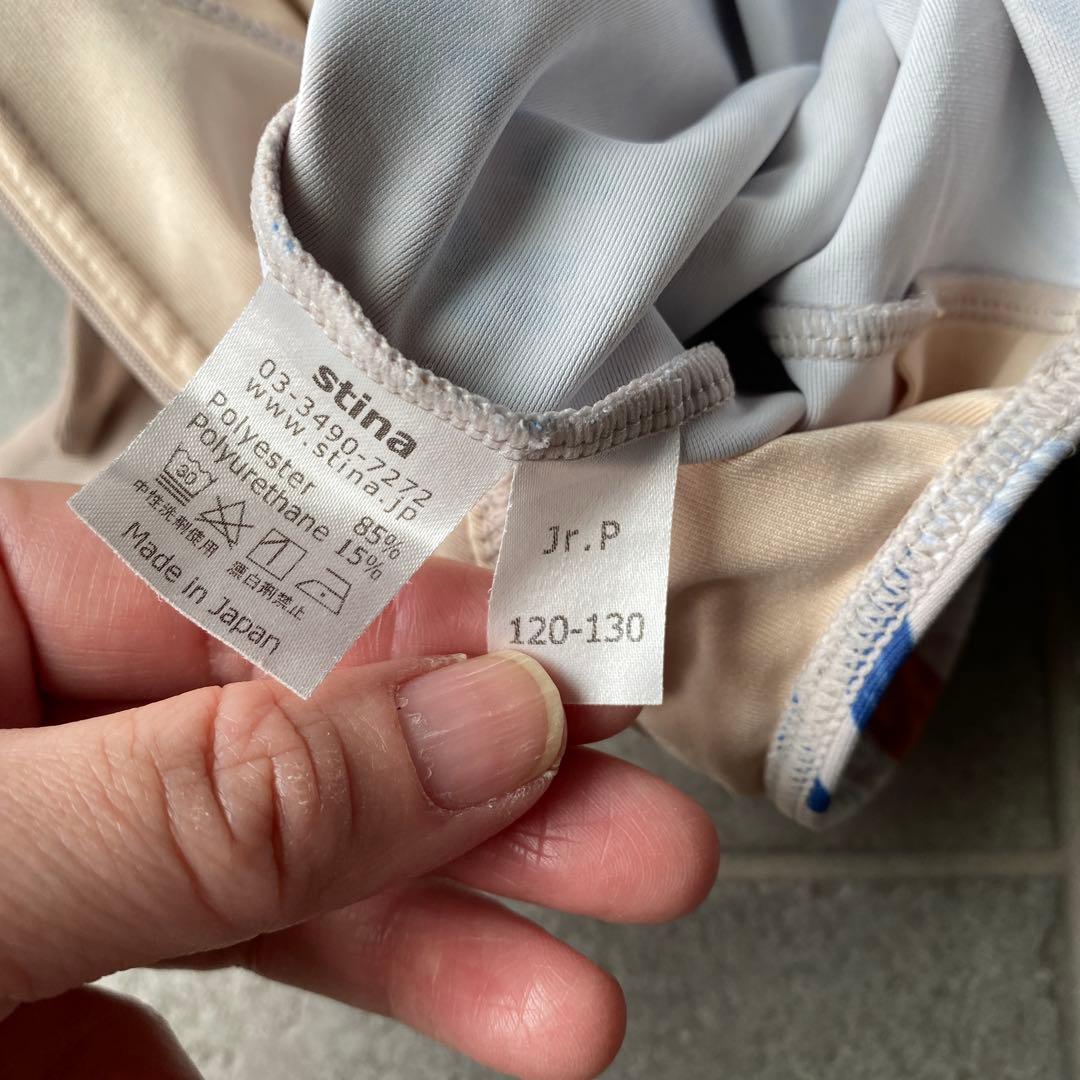 stina
03-3490-7272
www.stina.jp
Polyester 85%
Polyurethane 15%
30
中性洗剤使用
漂白剤禁止
Made in Japan
Jr.P
120-130